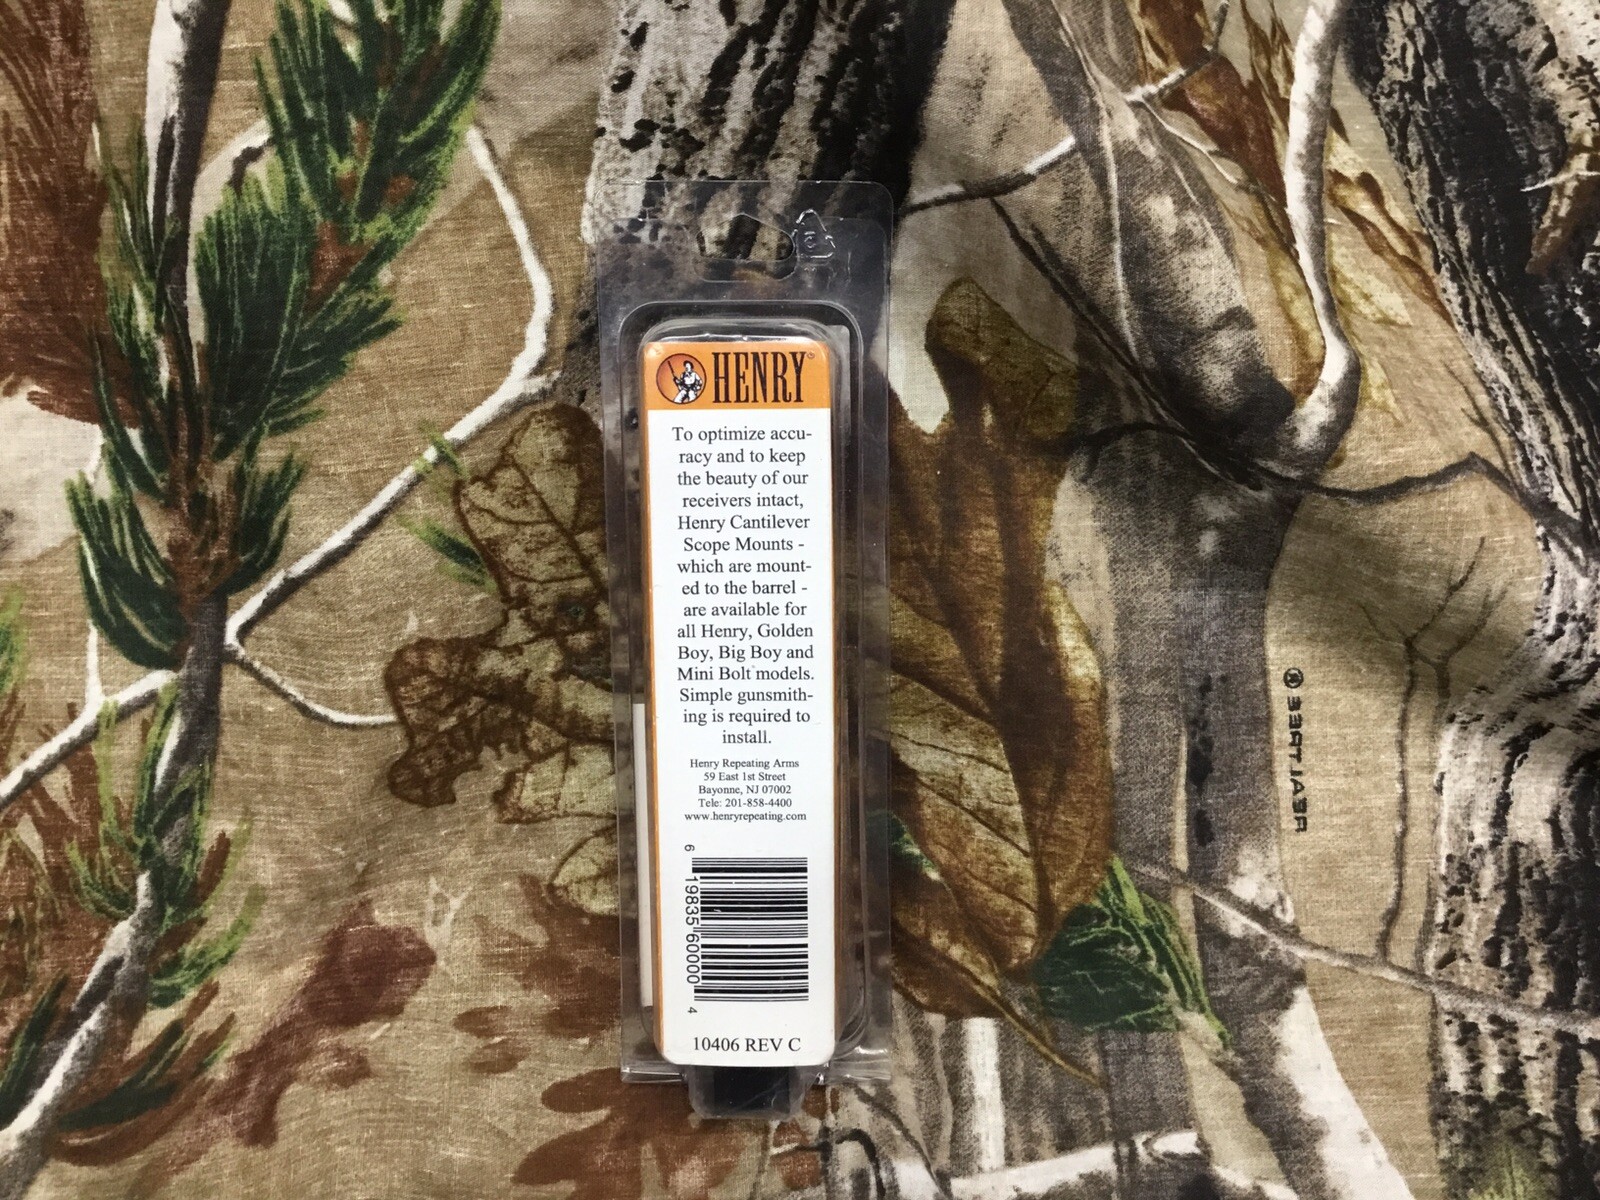 HENRY®
To optimize accu-
racy and to keep
the beauty of our
receivers intact,
Henry Cantilever
Scope Mounts -
which are mount-
ed to the barrel -
are available for
all Henry, Golden
Boy, Big Boy and
Mini Bolt models.
Simple gunsmith-
ing is required to
install.
Henry Repeating Arms
59 East 1st Street
Bayonne, NJ 07002
Tele: 201-858-4400
www.henryrepeating.com
6 19835 60000 4
10406 REV C
REALTREE®